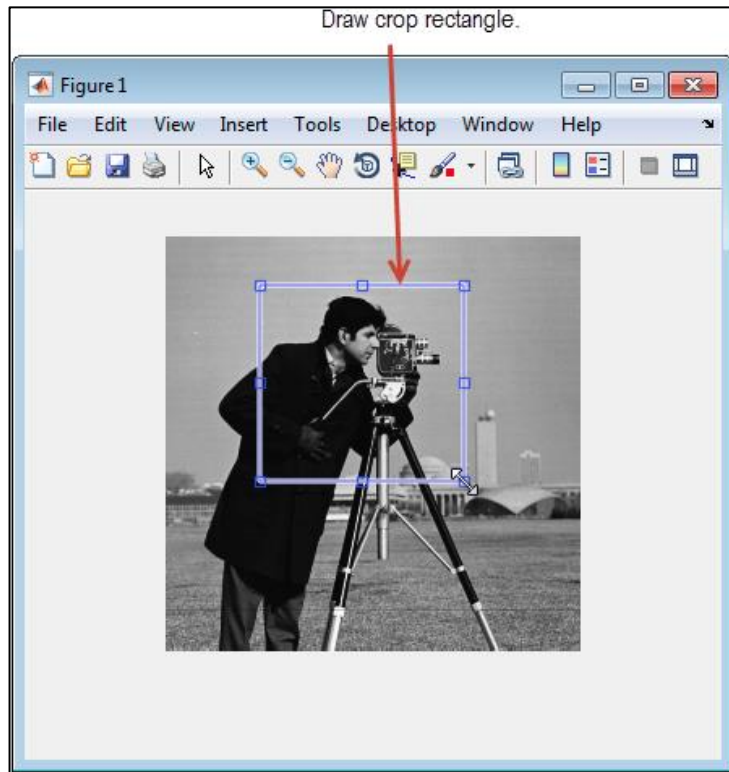 Draw crop rectangle.
Figure 1
File Edit View Insert Tools Desktop Window Help